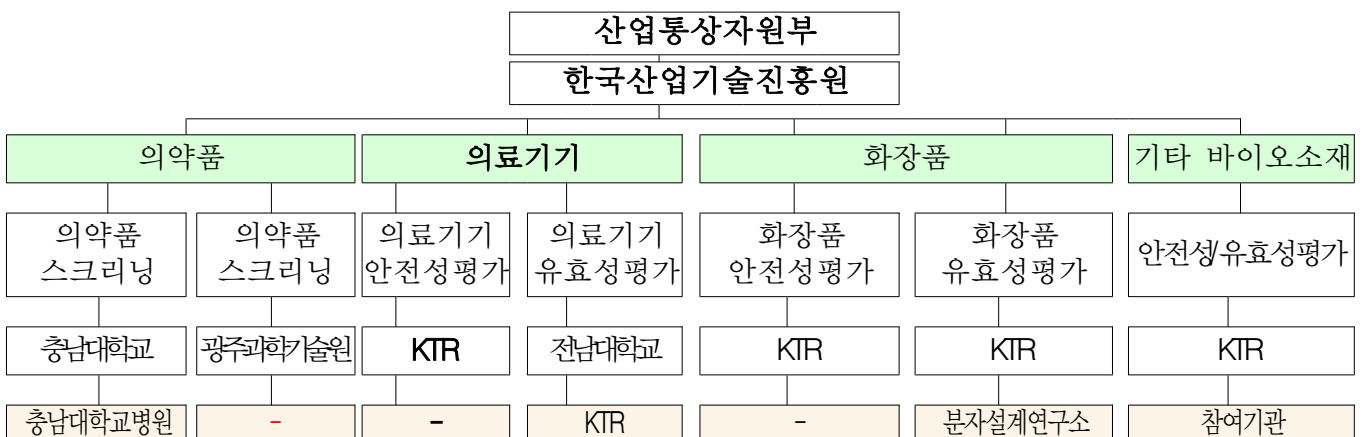 산업통상자원부
한국산업기술진흥원
의약품 의료기기 화장품 기타 바이오소재
의약품 의약품 의료기기 의료기기 화장품 화장품
스크리닝 스크리닝 안전성평가 유효성평가 안전성평가 유효성평가 안전성/유효성평가
충남대학교 광주과학기술원 KTR 전남대학교 KTR KTR KTR
충남대학교병원 - - KTR - 분자설계연구소 참여기관